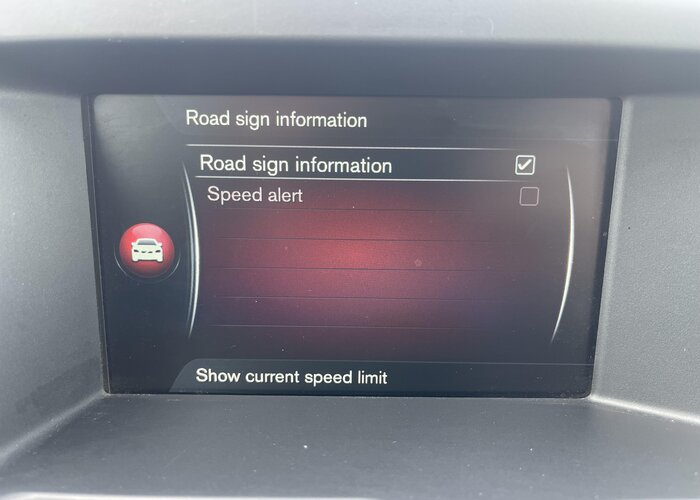 Road sign information
Road sign information
Speed alert
Show current speed limit